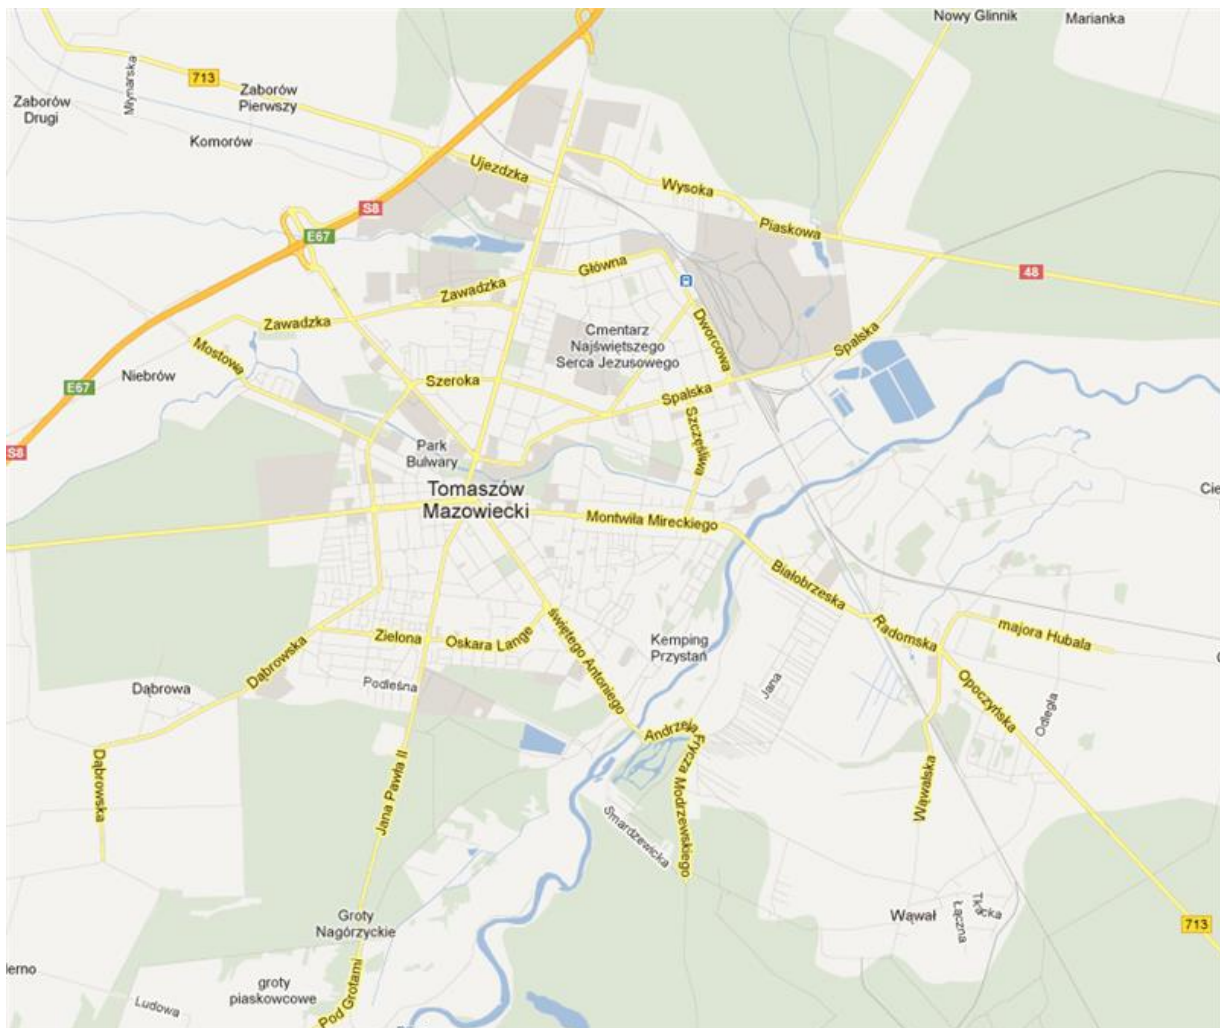 Nowy Glinnik
Marianka
713
Młynarska
Zaborów
Drugi
Zaborów
Pierwszy
Komorów
Ujezdzka
Wysoka
S8
E67
Piaskowa
48
Główna
Zawadzka
Zawadzka
Dworcowa
Cmentarz
Najświętszego
Serca Jezusowego
Spalska
Mostowa
Niebrów
E67
Szeroka
Spalska
Szczęśliwa
S8
Park
Bulwary
Tomaszów
Mazowiecki
Cie
Montwiła Mireckiego
Białobrzeska
świętego Antoniego
Radomska
majora Hubala
Zielona
Oskara Lange
Kemping
Przystań
Dąbrowska
Podleśna
Dąbrowa
Jana
Opoczyńska
Odległa
Andrzeja Frycza Modrzewskiego
Dąbrowska
Jana Pawła II
Wąwalska
Smardzewicka
Groty
Nagórzyckie
Wąwał
Łączna
Tkacka
713
ierno
groty
piaskowcowe
Ludowa
Pod Grotami